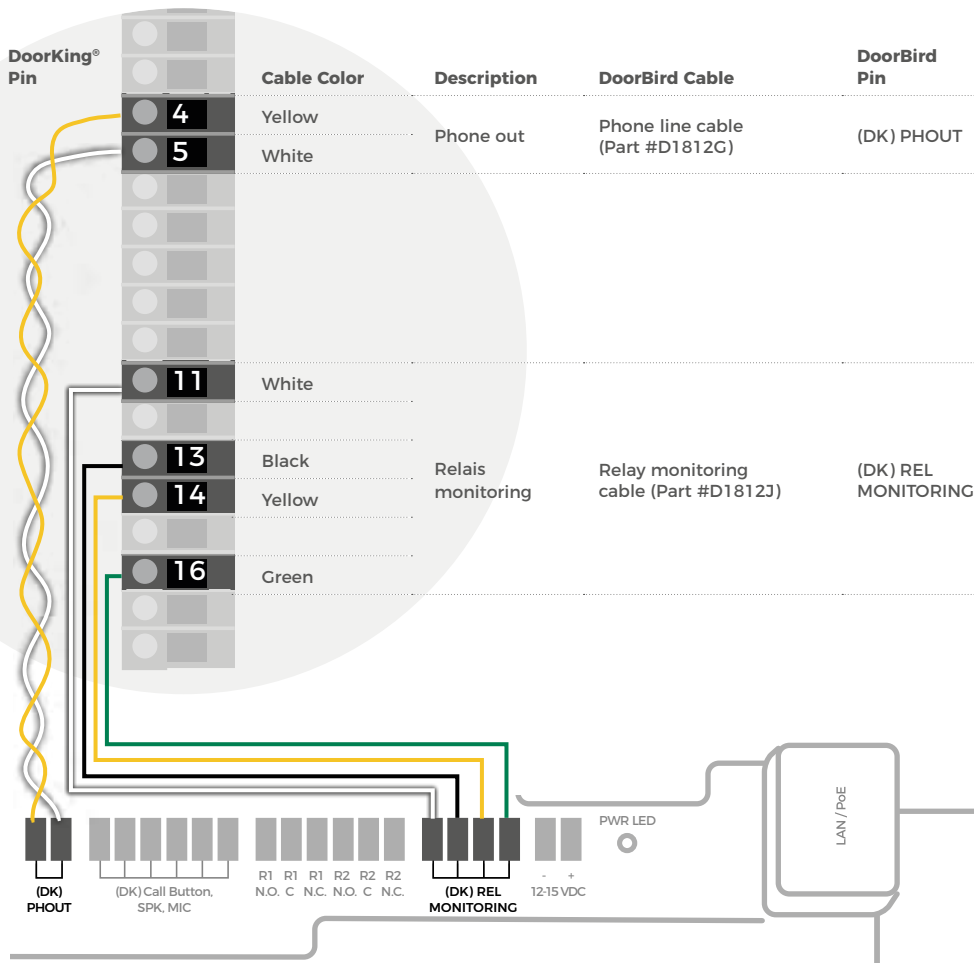 DoorKing®
Pin
Cable Color
Description
DoorBird Cable
DoorBird
Pin
4
Yellow
5
White
Phone out
Phone line cable
(Part #D1812G)
(DK) PHOUT
11
White
13
Black
14
Yellow
16
Green
Relais
monitoring
Relay monitoring
cable (Part #D1812J)
(DK) REL
MONITORING
LAN / PoE
PWR LED
(DK)
PHOUT
(DK) Call Button,
SPK, MIC
R1 R1 R1 R2 R2 R2
N.O. C N.C. N.O. C N.C.
(DK) REL
MONITORING
- +
12-15 VDC